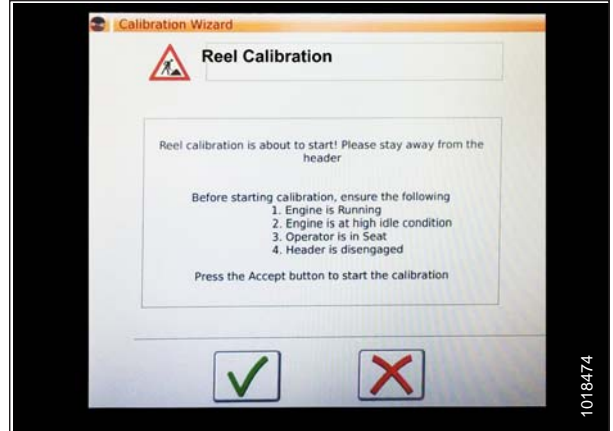 Calibration Wizard
Reel Calibration
Reel calibration is about to start! Please stay away from the
header
Before starting calibration, ensure the following
1. Engine is Running
2. Engine is at high idle condition
3. Operator is in Seat
4. Header is disengaged
Press the Accept button to start the calibration
1018474